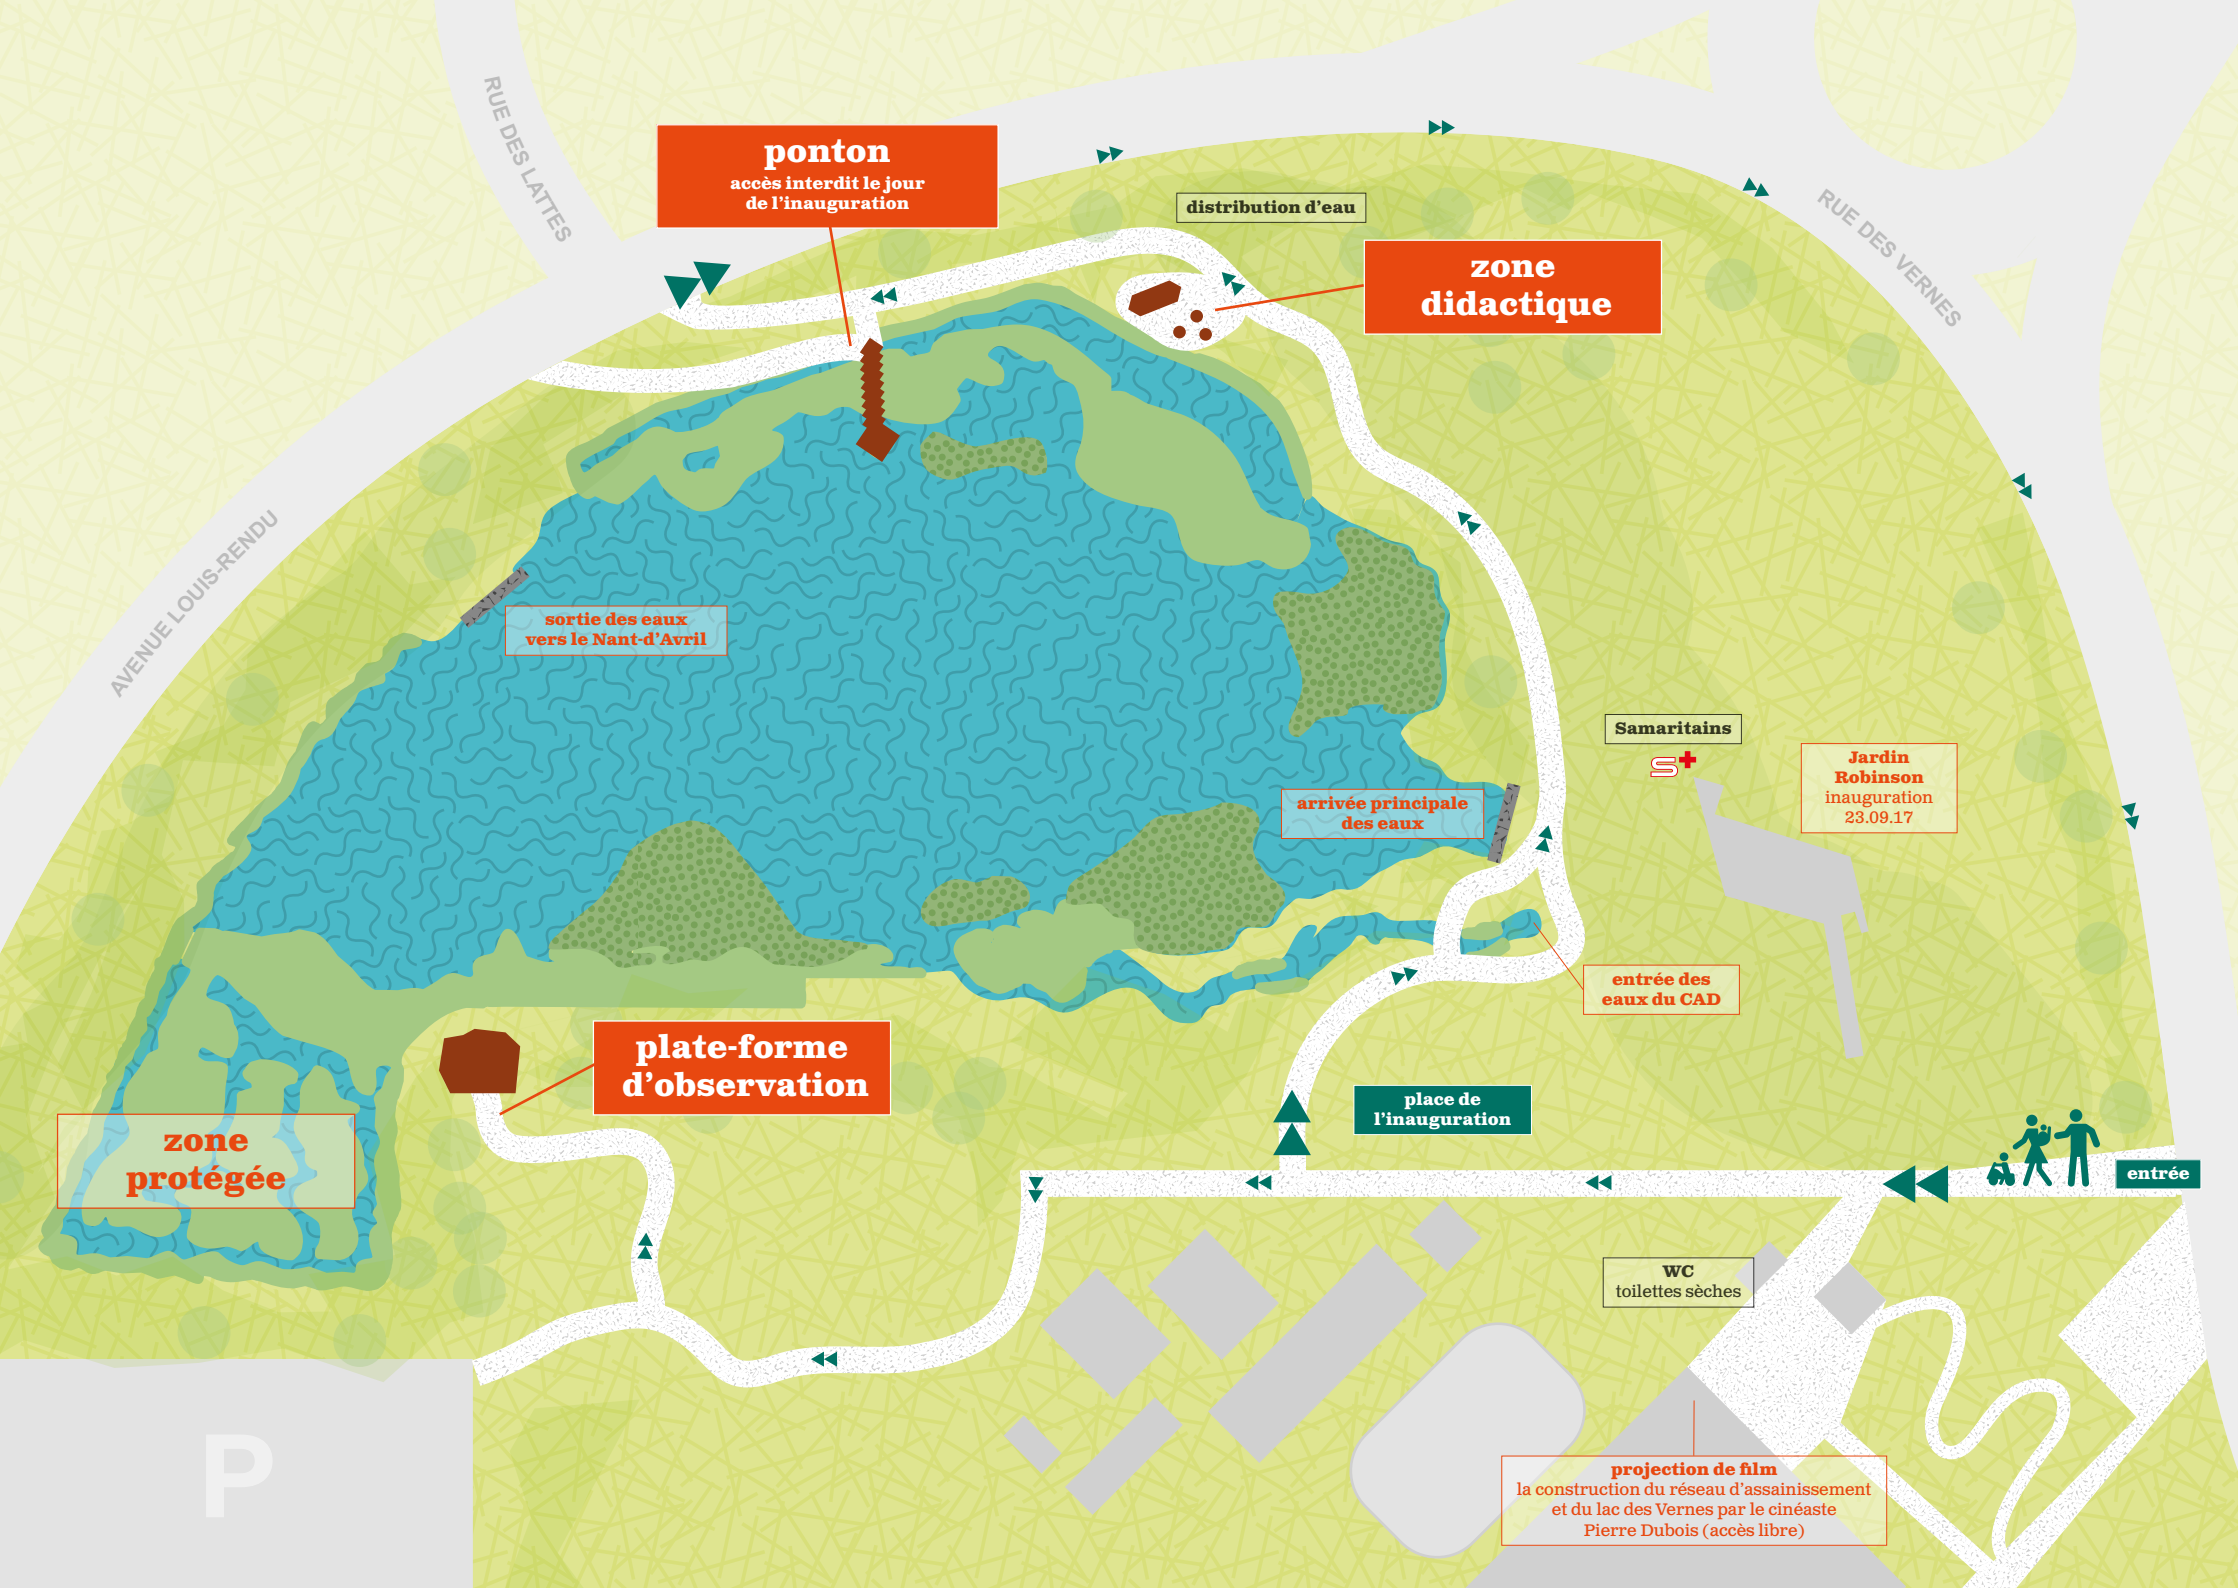 RUE DES LATTES
ponton
accès interdit le jour
de l'inauguration
distribution d'eau
RUE DES VERNES
zone
didactique
AVENUE LOUIS-RENDU
sortie des eaux
vers le Nant-d'Avril
Samaritains
S+
Jardin
Robinson
inauguration
23.09.17
arrivée principale
des eaux
entrée des
eaux du CAD
plate-forme
d'observation
place de
l'inauguration
zone
protégée
entrée
WC
toilettes sèches
P
projection de film
la construction du réseau d'assainissement
et du lac des Vernes par le cinéaste
Pierre Dubois (accès libre)